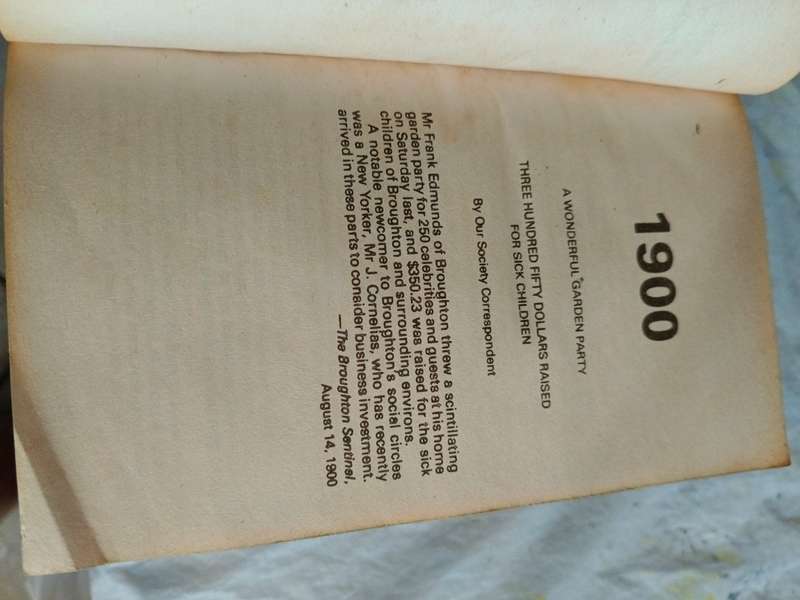 1900
A WONDERFUL GARDEN PARTY
THREE HUNDRED FIFTY DOLLARS RAISED
FOR SICK CHILDREN
By Our Society Correspondent
Mr Frank Edmunds of Broughton threw a scintillating
garden party for 250 celebrities and guests at his home
on Saturday last, and $350.23 was raised for the sick
children of Broughton and surrounding environs.
A notable newcomer to Broughton's social circles
was a New Yorker, Mr J. Cornelias, who has recently
arrived in these parts to consider business investment.
—The Broughton Sentinel,
August 14, 1900